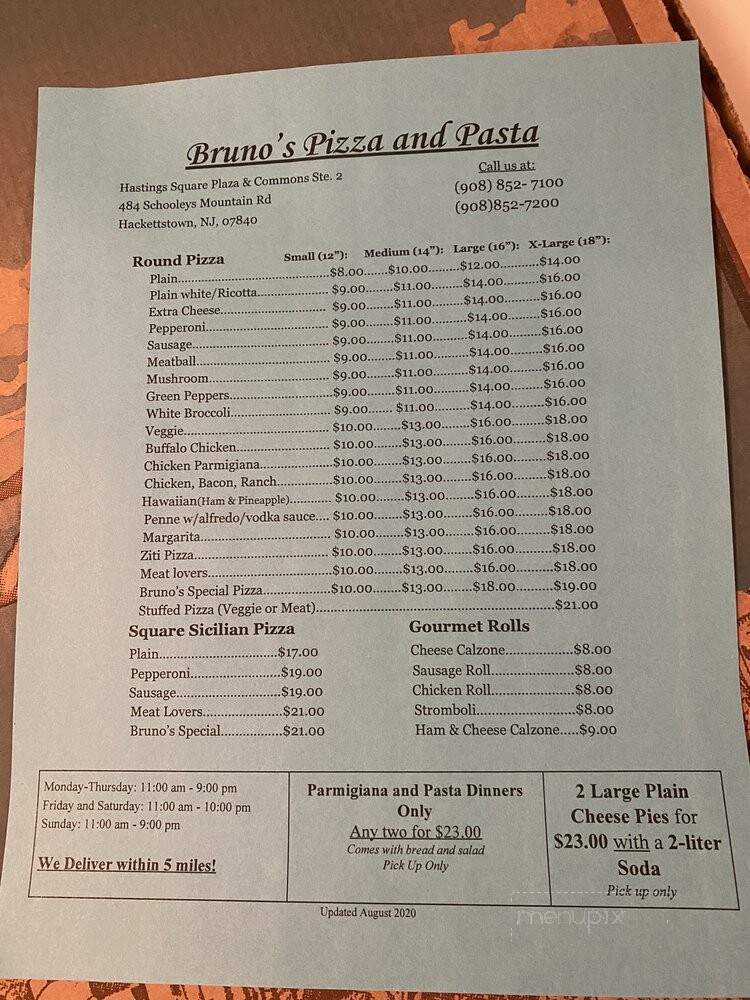 Bruno's Pizza and Pasta
Hastings Square Plaza & Commons Ste. 2
484 Schooleys Mountain Rd
Hackettstown, NJ, 07840
Call us at:
(908) 852- 7100
(908)852-7200
Round Pizza Small (12"): Medium (14"): Large (16"): X-Large (18"):
Plain.....................................$8.00.......$10.00.........$12.00..........$14.00
Plain white/Ricotta................. $9.00.......$11.00.........$14.00.........$16.00
Extra Cheese......................... $9.00.......$11.00.........$14.00.........$16.00
Pepperoni.............................. $9.00.......$11.00.........$14.00.........$16.00
Sausage................................. $9.00.......$11.00.........$14.00.........$16.00
Meatball................................ $9.00.......$11.00.........$14.00.........$16.00
Mushroom............................. $9.00.......$11.00.........$14.00.........$16.00
Green Peppers........................$9.00.......$11.00.........$14.00.........$16.00
White Broccoli....................... $9.00....... $11.00.........$14.00.........$16.00
Veggie................................... $10.00.......$13.00.........$16.00.........$18.00
Buffalo Chicken..................... $10.00.......$13.00.........$16.00.........$18.00
Chicken Parmigiana.................$10.00.......$13.00.........$16.00.........$18.00
Chicken, Bacon, Ranch............$10.00.......$13.00.........$16.00.........$18.00
Hawaiian(Ham & Pineapple)........... $10.00.......$13.00.........$16.00.........$18.00
Penne w/alfredo/vodka sauce.... $10.00.......$13.00.........$16.00.........$18.00
Margarita............................... $10.00.......$13.00.........$16.00.........$18.00
Ziti Pizza................................ $10.00.......$13.00.........$16.00.........$18.00
Meat lovers.............................$10.00.......$13.00.........$16.00.........$18.00
Bruno's Special Pizza................$10.00.......$13.00.........$18.00.........$19.00
Stuffed Pizza (Veggie or Meat).........................................................$21.00
Square Sicilian Pizza
Plain..............................$17.00
Pepperoni......................$19.00
Sausage.........................$19.00
Meat Lovers....................$21.00
Bruno's Special................$21.00
Gourmet Rolls
Cheese Calzone................$8.00
Sausage Roll....................$8.00
Chicken Roll....................$8.00
Stromboli........................$8.00
Ham & Cheese Calzone.....$9.00
Monday-Thursday: 11:00 am - 9:00 pm
Friday and Saturday: 11:00 am - 10:00 pm
Sunday: 11:00 am - 9:00 pm
We Deliver within 5 miles!
Parmigiana and Pasta Dinners
Only
Any two for $23.00
Comes with bread and salad
Pick Up Only
2 Large Plain
Cheese Pies for
$23.00 with a 2-liter
Soda
Pick up only
Updated August 2020
menupix